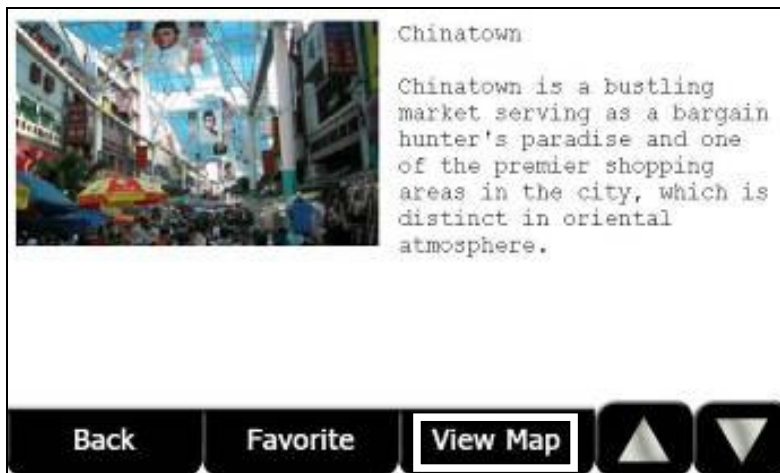 Chinatown
Chinatown is a bustling
market serving as a bargain
hunter's paradise and one
of the premier shopping
areas in the city, which is
distinct in oriental
atmosphere.
Back Favorite View Map